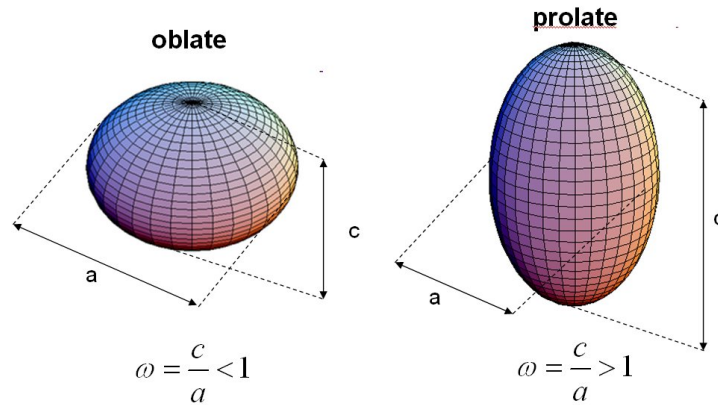 oblate
prolate
c
a
c
a
ω = c/a < 1
ω = c/a > 1